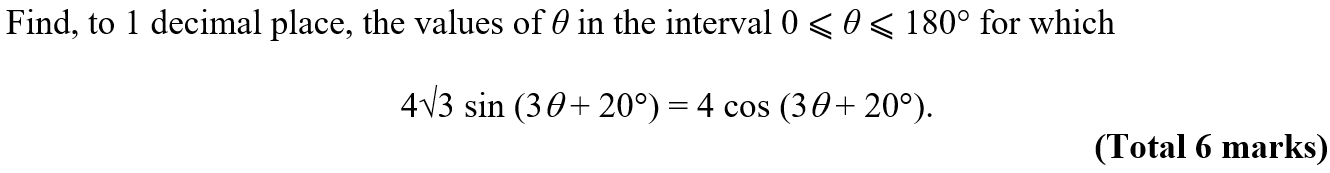 Find, to 1 decimal place, the values of θ in the interval 0 ⩽ θ ⩽ 180° for which
4√3 sin (3θ + 20°) = 4 cos (3θ + 20°).
(Total 6 marks)